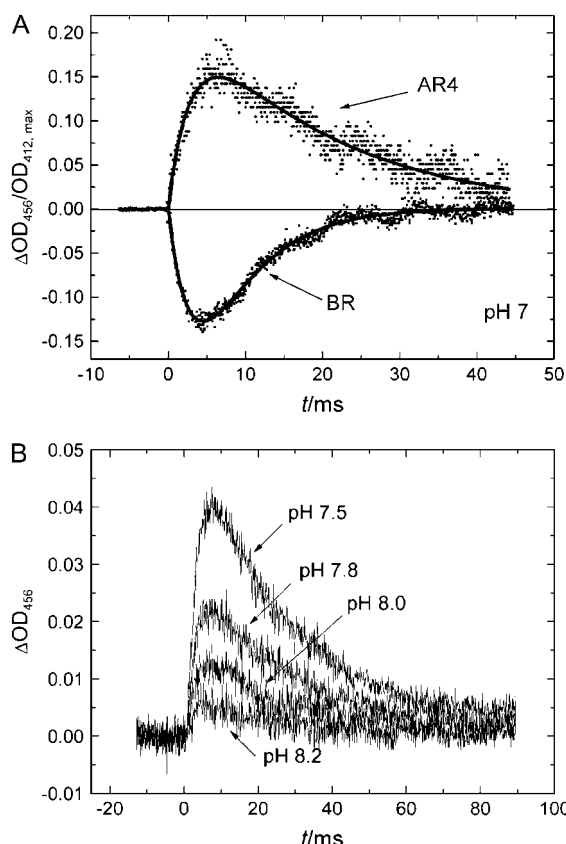 A
0.20
0.15
0.10
0.05
0.00
-0.05
-0.10
-0.15
ΔOD456/OD412, max
AR4
BR
pH 7
-10 0 10 20 30 40 50
t/ms
B
0.05
0.04
0.03
0.02
0.01
0.00
-0.01
ΔOD456
pH 7.5
pH 7.8
pH 8.0
pH 8.2
-20 0 20 40 60 80 100
t/ms